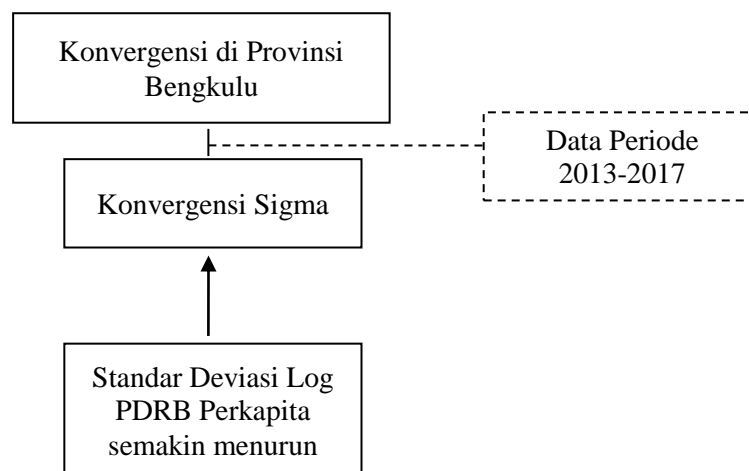 Konvergensi di Provinsi
Bengkulu
Data Periode
2013-2017
Konvergensi Sigma
Standar Deviasi Log
PDRB Perkapita
semakin menurun